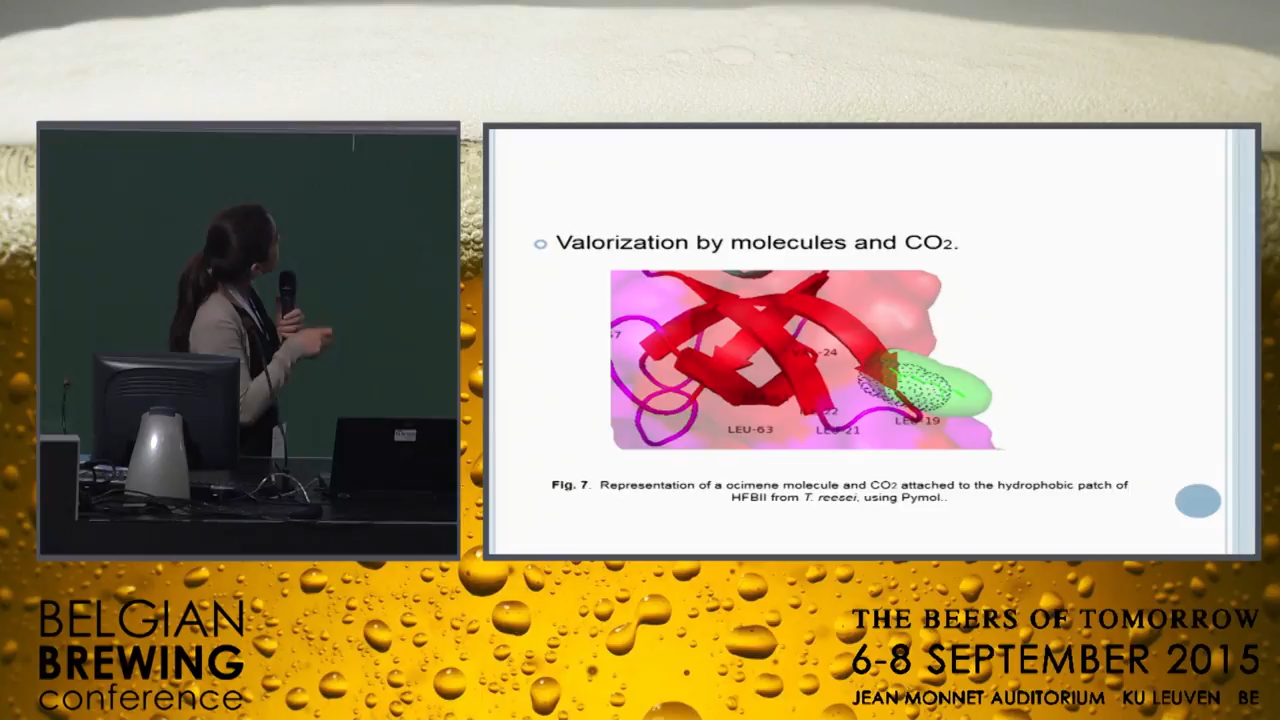 Valorization by molecules and CO2.
LEU-63
Fig. 7. Representation of a ocimene molecule and CO2 attached to the hydrophobic patch of
HFBII from T. reesei, using Pymol..
BELGIAN
BREWING
conference
THE BEERS OF TOMORROW
6-8 SEPTEMBER 2015
JEAN MONNET AUDITORIUM KU LEUVEN BE